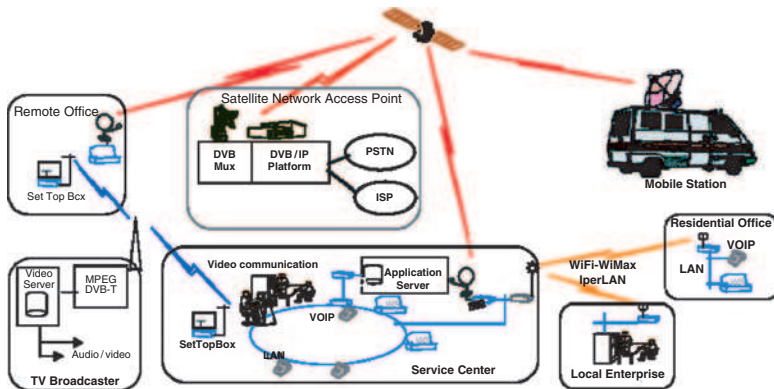 Remote Office
Set Top Bcx
Satellite Network Access Point
DVB
Mux
DVB/IP
Platform
PSTN
ISP
Mobile Station
Video
Server
MPEG
DVB-T
Audio/video
TV Broadcaster
Video communication
Application
Server
VOIP
SetTopBox
LAN
Service Center
WiFi-WiMax
IperLAN
Residential Office
VOIP
LAN
Local Enterprise